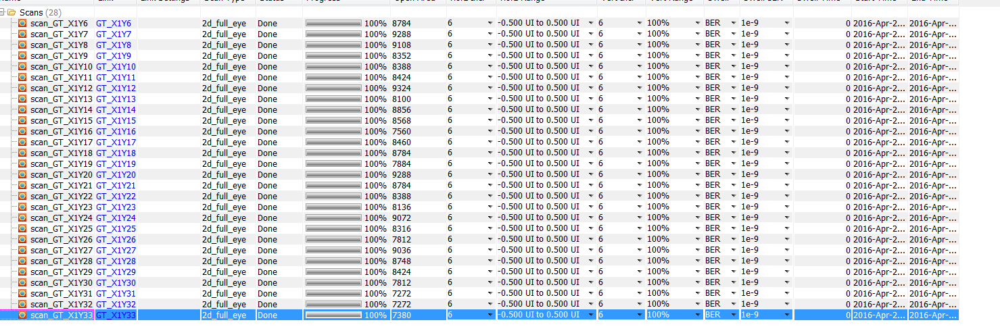 Scans (28)
scan_GT_X1Y6 GT_X1Y6 2d_full_eye Done 100% 8784 6 -0.500 UI to 0.500 UI 6 100% BER 1e-9 0 2016-Apr-2... 2016-Apr-...
scan_GT_X1Y7 GT_X1Y7 2d_full_eye Done 100% 9288 6 -0.500 UI to 0.500 UI 6 100% BER 1e-9 0 2016-Apr-2... 2016-Apr-...
scan_GT_X1Y8 GT_X1Y8 2d_full_eye Done 100% 9108 6 -0.500 UI to 0.500 UI 6 100% BER 1e-9 0 2016-Apr-2... 2016-Apr-...
scan_GT_X1Y9 GT_X1Y9 2d_full_eye Done 100% 8352 6 -0.500 UI to 0.500 UI 6 100% BER 1e-9 0 2016-Apr-2... 2016-Apr-...
scan_GT_X1Y10 GT_X1Y10 2d_full_eye Done 100% 8388 6 -0.500 UI to 0.500 UI 6 100% BER 1e-9 0 2016-Apr-2... 2016-Apr-...
scan_GT_X1Y11 GT_X1Y11 2d_full_eye Done 100% 8424 6 -0.500 UI to 0.500 UI 6 100% BER 1e-9 0 2016-Apr-2... 2016-Apr-...
scan_GT_X1Y12 GT_X1Y12 2d_full_eye Done 100% 9324 6 -0.500 UI to 0.500 UI 6 100% BER 1e-9 0 2016-Apr-2... 2016-Apr-...
scan_GT_X1Y13 GT_X1Y13 2d_full_eye Done 100% 8100 6 -0.500 UI to 0.500 UI 6 100% BER 1e-9 0 2016-Apr-2... 2016-Apr-...
scan_GT_X1Y14 GT_X1Y14 2d_full_eye Done 100% 8856 6 -0.500 UI to 0.500 UI 6 100% BER 1e-9 0 2016-Apr-2... 2016-Apr-...
scan_GT_X1Y15 GT_X1Y15 2d_full_eye Done 100% 8568 6 -0.500 UI to 0.500 UI 6 100% BER 1e-9 0 2016-Apr-2... 2016-Apr-...
scan_GT_X1Y16 GT_X1Y16 2d_full_eye Done 100% 7560 6 -0.500 UI to 0.500 UI 6 100% BER 1e-9 0 2016-Apr-2... 2016-Apr-...
scan_GT_X1Y17 GT_X1Y17 2d_full_eye Done 100% 8460 6 -0.500 UI to 0.500 UI 6 100% BER 1e-9 0 2016-Apr-2... 2016-Apr-...
scan_GT_X1Y18 GT_X1Y18 2d_full_eye Done 100% 8784 6 -0.500 UI to 0.500 UI 6 100% BER 1e-9 0 2016-Apr-2... 2016-Apr-...
scan_GT_X1Y19 GT_X1Y19 2d_full_eye Done 100% 7884 6 -0.500 UI to 0.500 UI 6 100% BER 1e-9 0 2016-Apr-2... 2016-Apr-...
scan_GT_X1Y20 GT_X1Y20 2d_full_eye Done 100% 9288 6 -0.500 UI to 0.500 UI 6 100% BER 1e-9 0 2016-Apr-2... 2016-Apr-...
scan_GT_X1Y21 GT_X1Y21 2d_full_eye Done 100% 8784 6 -0.500 UI to 0.500 UI 6 100% BER 1e-9 0 2016-Apr-2... 2016-Apr-...
scan_GT_X1Y22 GT_X1Y22 2d_full_eye Done 100% 8388 6 -0.500 UI to 0.500 UI 6 100% BER 1e-9 0 2016-Apr-2... 2016-Apr-...
scan_GT_X1Y23 GT_X1Y23 2d_full_eye Done 100% 8136 6 -0.500 UI to 0.500 UI 6 100% BER 1e-9 0 2016-Apr-2... 2016-Apr-...
scan_GT_X1Y24 GT_X1Y24 2d_full_eye Done 100% 9072 6 -0.500 UI to 0.500 UI 6 100% BER 1e-9 0 2016-Apr-2... 2016-Apr-...
scan_GT_X1Y25 GT_X1Y25 2d_full_eye Done 100% 8316 6 -0.500 UI to 0.500 UI 6 100% BER 1e-9 0 2016-Apr-2... 2016-Apr-...
scan_GT_X1Y26 GT_X1Y26 2d_full_eye Done 100% 7812 6 -0.500 UI to 0.500 UI 6 100% BER 1e-9 0 2016-Apr-2... 2016-Apr-...
scan_GT_X1Y27 GT_X1Y27 2d_full_eye Done 100% 9036 6 -0.500 UI to 0.500 UI 6 100% BER 1e-9 0 2016-Apr-2... 2016-Apr-...
scan_GT_X1Y28 GT_X1Y28 2d_full_eye Done 100% 8748 6 -0.500 UI to 0.500 UI 6 100% BER 1e-9 0 2016-Apr-2... 2016-Apr-...
scan_GT_X1Y29 GT_X1Y29 2d_full_eye Done 100% 8424 6 -0.500 UI to 0.500 UI 6 100% BER 1e-9 0 2016-Apr-2... 2016-Apr-...
scan_GT_X1Y30 GT_X1Y30 2d_full_eye Done 100% 7812 6 -0.500 UI to 0.500 UI 6 100% BER 1e-9 0 2016-Apr-2... 2016-Apr-...
scan_GT_X1Y31 GT_X1Y31 2d_full_eye Done 100% 7272 6 -0.500 UI to 0.500 UI 6 100% BER 1e-9 0 2016-Apr-2... 2016-Apr-...
scan_GT_X1Y32 GT_X1Y32 2d_full_eye Done 100% 7272 6 -0.500 UI to 0.500 UI 6 100% BER 1e-9 0 2016-Apr-2... 2016-Apr-...
scan_GT_X1Y33 GT_X1Y33 2d_full_eye Done 100% 7380 6 -0.500 UI to 0.500 UI 6 100% BER 1e-9 0 2016-Apr-2... 2016-Apr-...